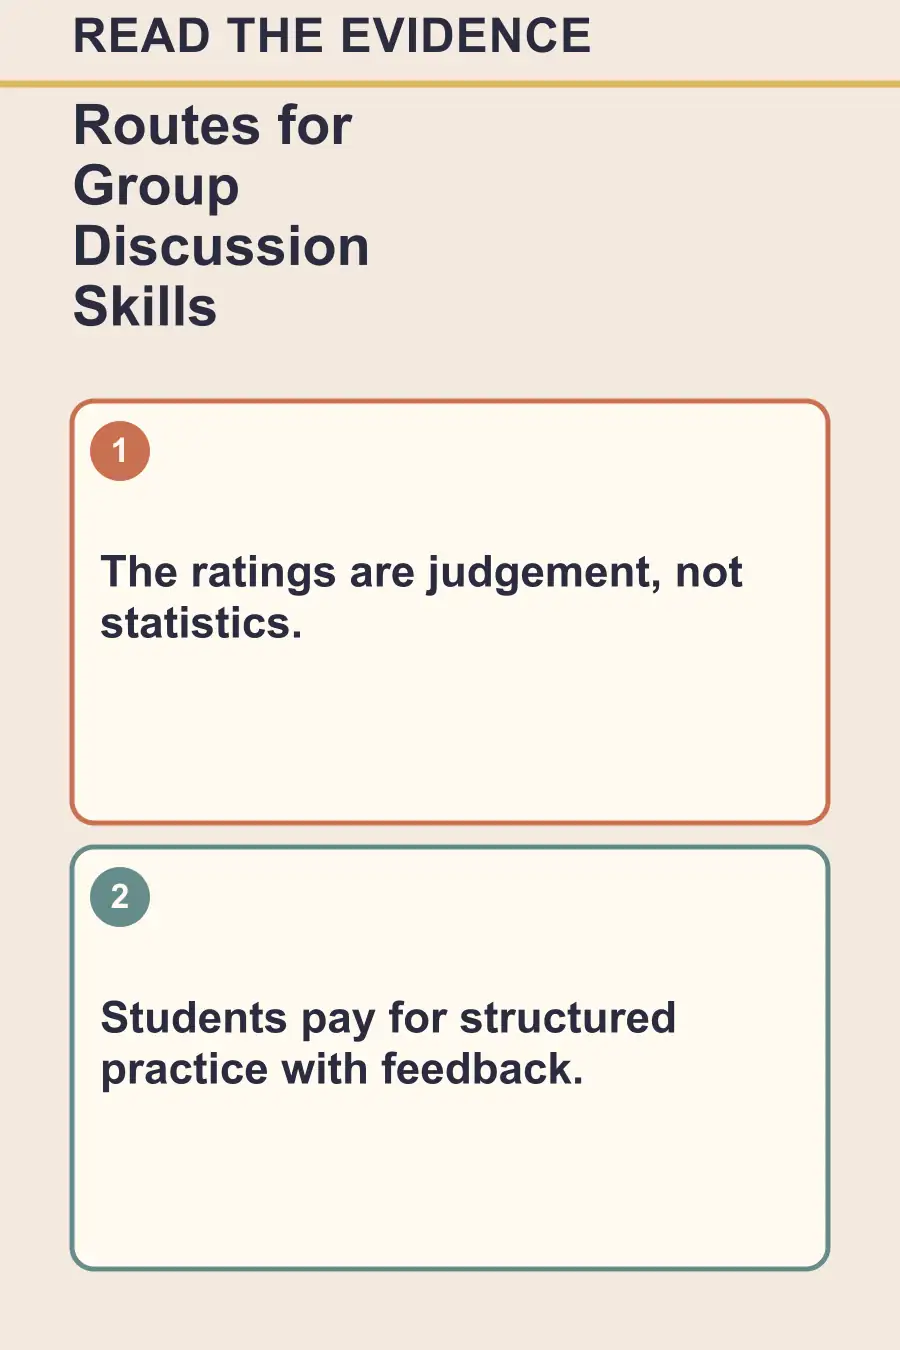 READ THE EVIDENCE
Routes for
Group
Discussion
Skills
1
The ratings are judgement, not
statistics.
2
Students pay for structured
practice with feedback.